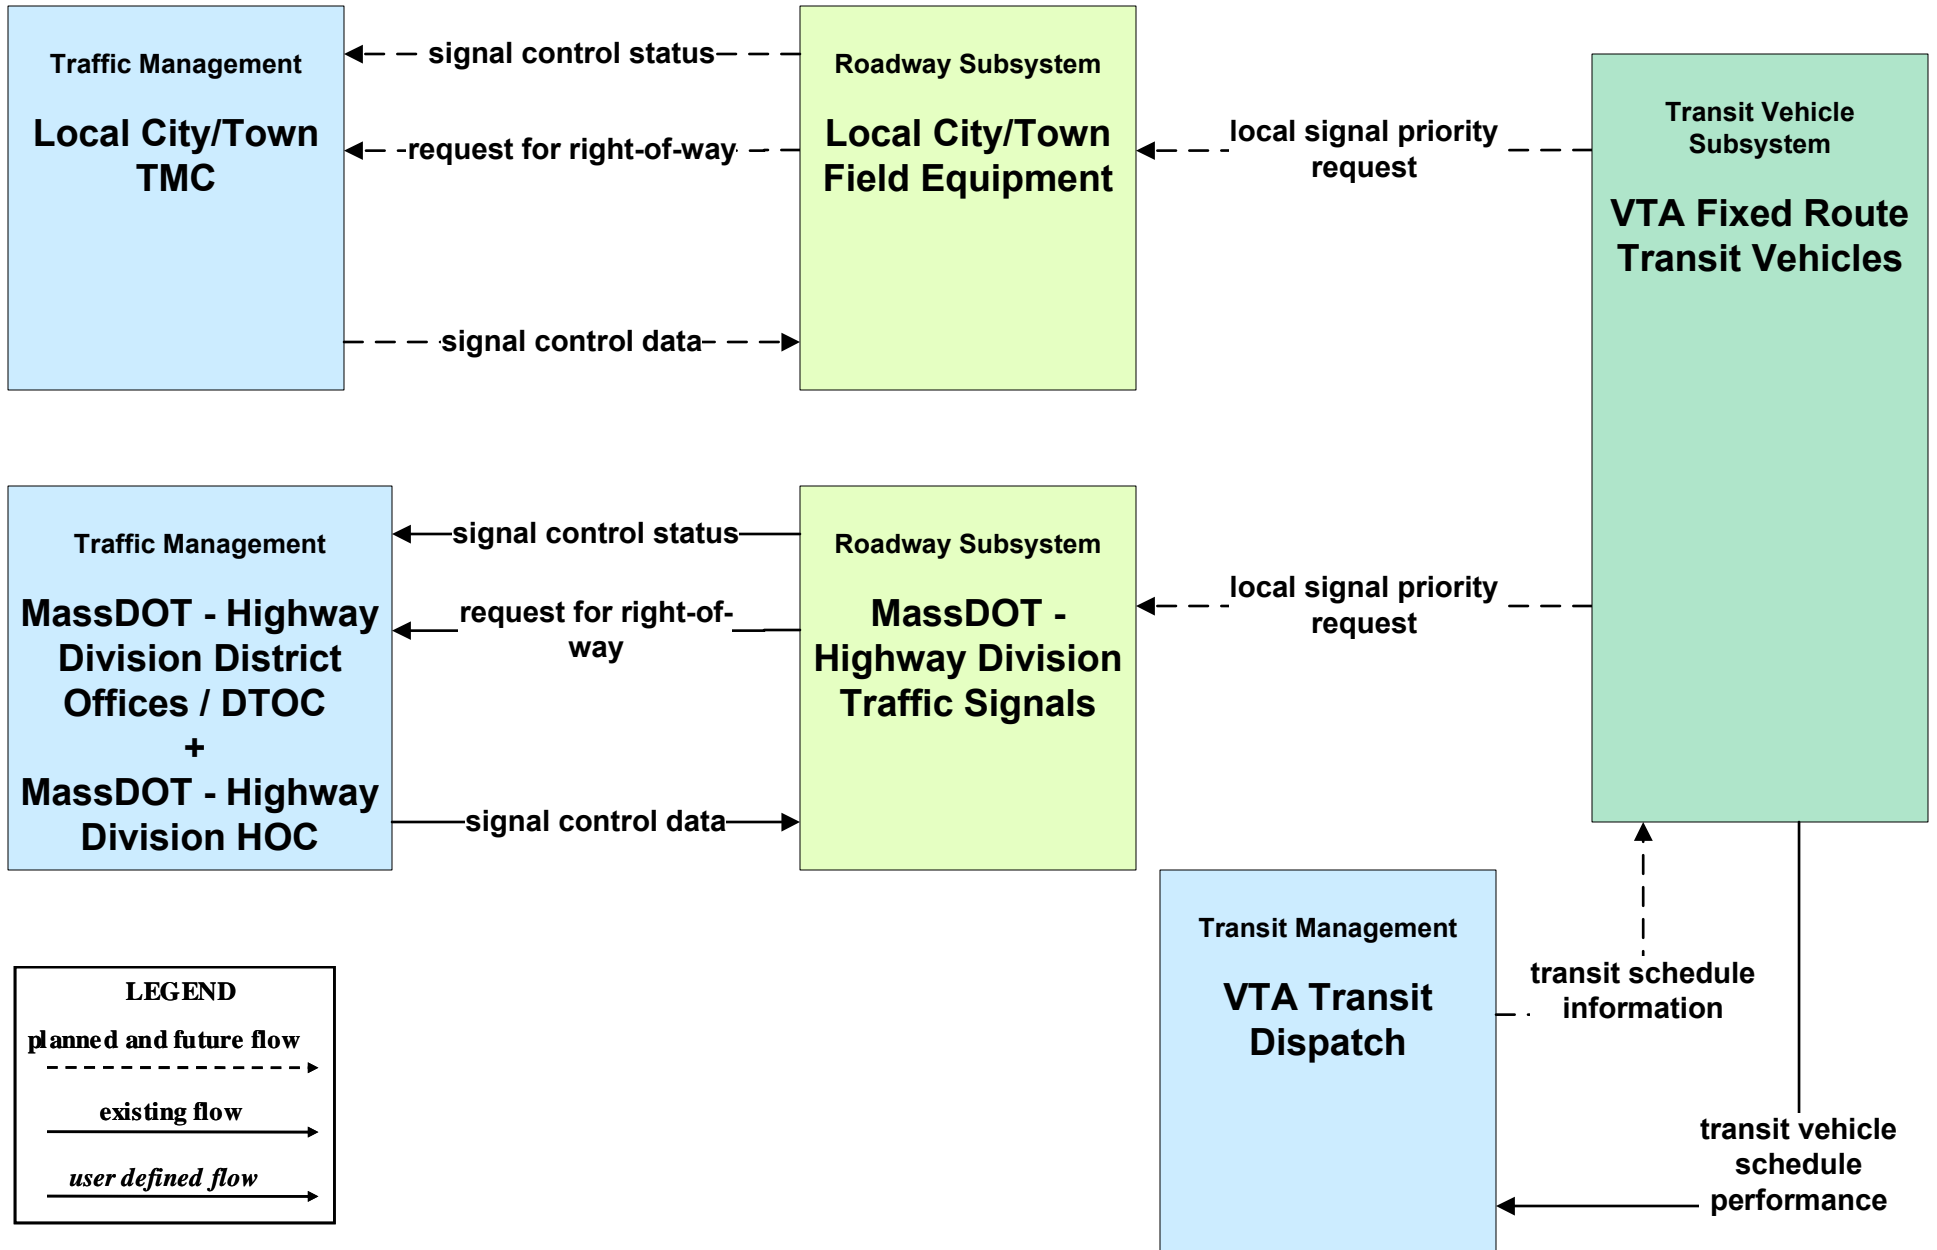 Traffic Management
Local City/Town
TMC
signal control status
request for right-of-way
signal control data
Roadway Subsystem
Local City/Town
Field Equipment
local signal priority
request
Transit Vehicle
Subsystem
VTA Fixed Route
Transit Vehicles
Traffic Management
MassDOT - Highway
Division District
Offices / DTOC
+
MassDOT - Highway
Division HOC
signal control status
request for right-of-
way
signal control data
Roadway Subsystem
MassDOT -
Highway Division
Traffic Signals
local signal priority
request
Transit Management
VTA Transit
Dispatch
transit schedule
information
transit vehicle
schedule
performance
LEGEND
planned and future flow
existing flow
user defined flow